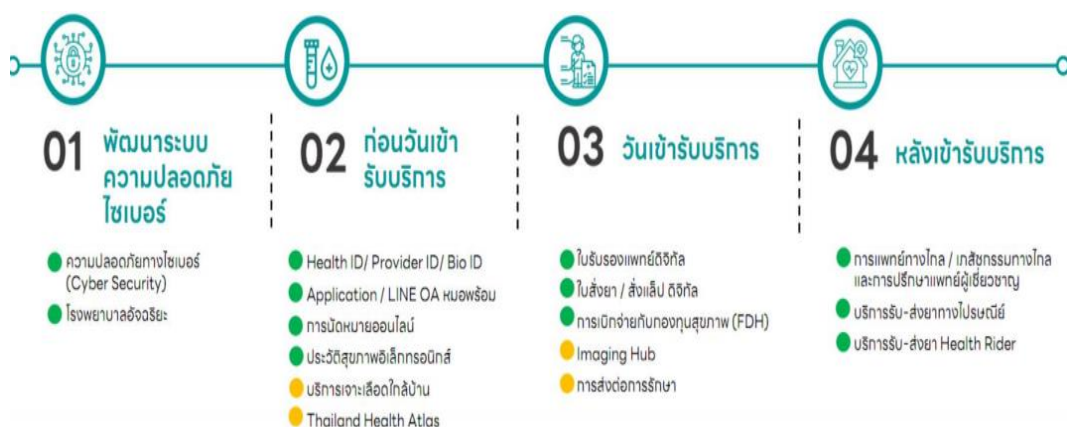 01
พัฒนาระบบ
ความปลอดภัย
ไซเบอร์
ความปลอดภัยทางไซเบอร์
(Cyber Security)
โรงพยาบาลอัจฉริยะ
02
ก่อนวันเข้า
รับบริการ
Health ID/ Provider ID/ Bio ID
Application / LINE OA หมอพร้อม
การนัดหมายออนไลน์
ประวัติสุขภาพอิเล็กทรอนิกส์
บริการเจาะเลือดใกล้บ้าน
Thailand Health Atlas
03
วันเข้ารับบริการ
ใบรับรองแพทย์ดิจิทัล
ใบสั่งยา / สั่งแล็ป ดิจิทัล
การเบิกจ่ายกับกองทุนสุขภาพ (FDH)
Imaging Hub
การส่งต่อการรักษา
04
หลังเข้ารับบริการ
การแพทย์ทางไกล / เภสัชกรรมทางไกล
และการปรึกษาแพทย์ผู้เชี่ยวชาญ
บริการรับ-ส่งยาทางไปรษณีย์
บริการรับ-ส่งยา Health Rider